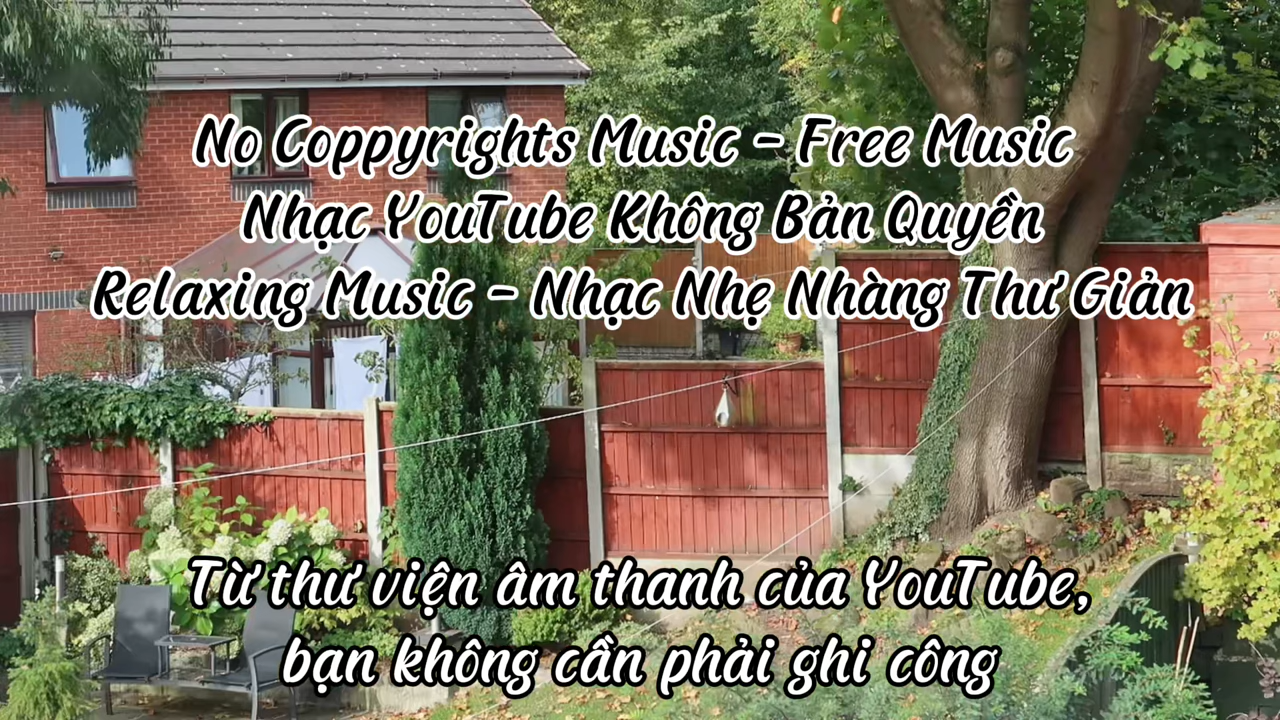 No Coppyrights Music - Free Music
Nhạc YouTube Không Bản Quyền
Relaxing Music - Nhạc Nhẹ Nhàng Thư Giản
Từ thư viện âm thanh của YouTube,
bạn không cần phải ghi công